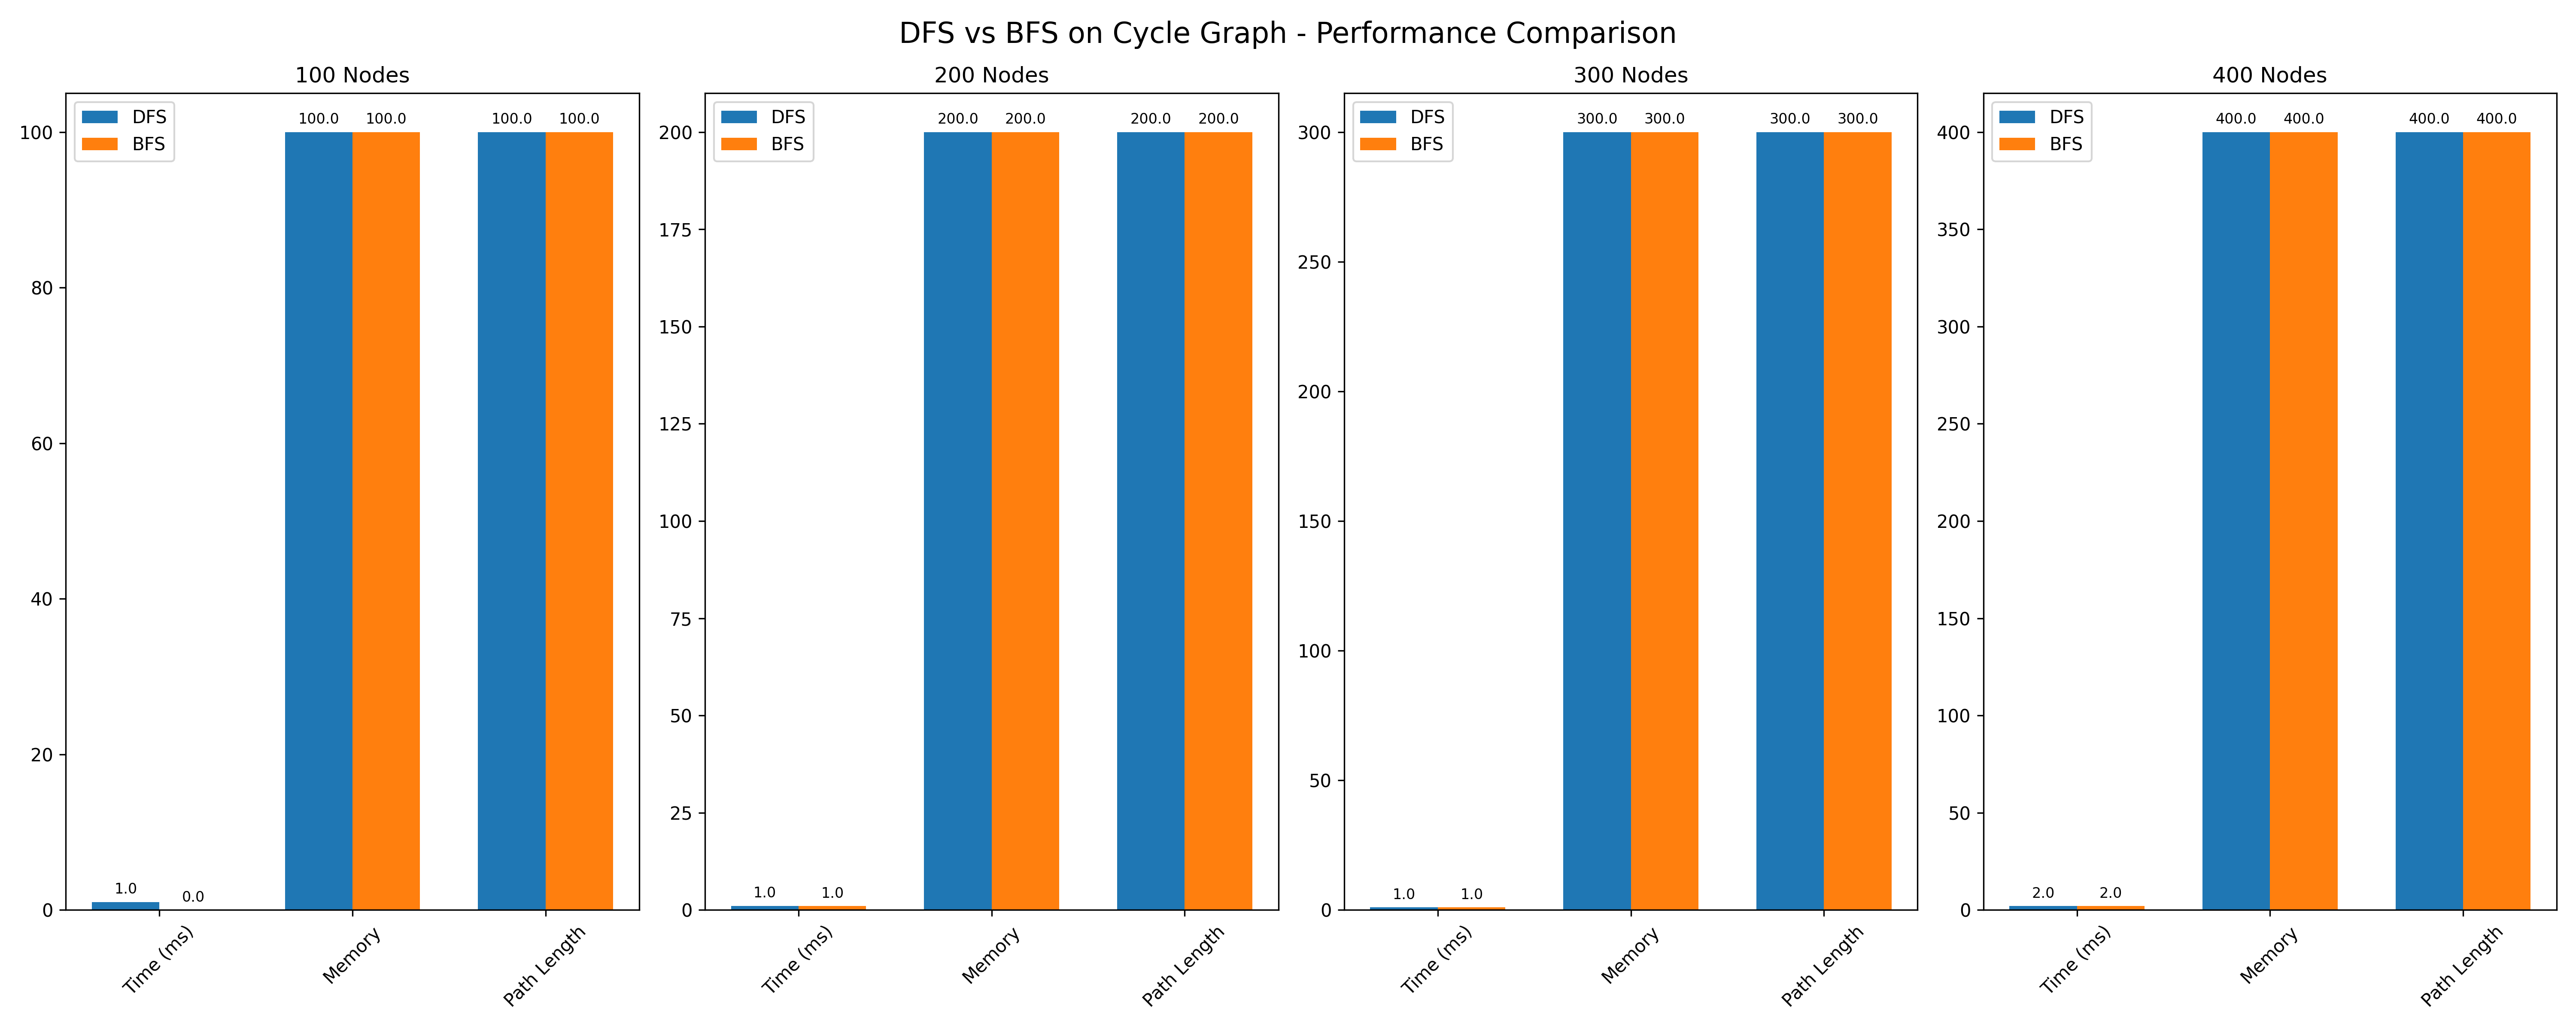 DFS vs BFS on Cycle Graph - Performance Comparison
100 Nodes
DFS
BFS
100.0 100.0 100.0 100.0
1.0 0.0
100
80
60
40
20
0
Time (ms)
Memory
Path Length
200 Nodes
DFS
BFS
200.0 200.0 200.0 200.0
1.0 1.0
200
175
150
125
100
75
50
25
0
Time (ms)
Memory
Path Length
300 Nodes
DFS
BFS
300.0 300.0 300.0 300.0
1.0 1.0
300
250
200
150
100
50
0
Time (ms)
Memory
Path Length
400 Nodes
DFS
BFS
400.0 400.0 400.0 400.0
2.0 2.0
400
350
300
250
200
150
100
50
0
Time (ms)
Memory
Path Length